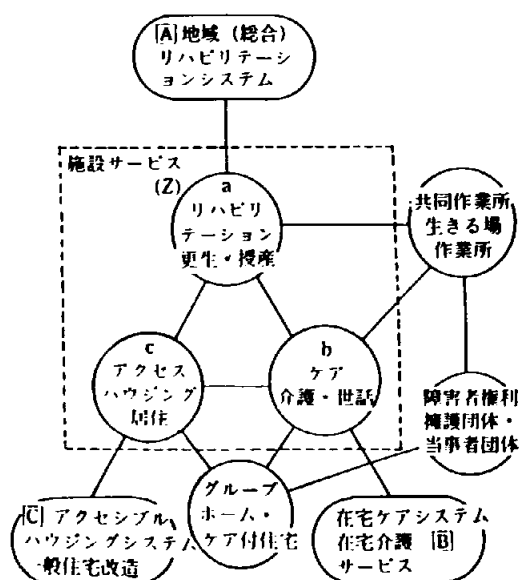 [A]地域(総合)
リハビリテーシ
ョンシステム
施設サービス
(Z)
a
リハビリ
テーション
更生・授産
共同作業所
生きる場
作業所
c
アクセス
ハウジング
居住
b
ケア
介護・世話
障害者権利
擁護団体・
当事者団体
グループ
ホーム・
ケア付住宅
[C]アクセシブル
ハウジングシステム
一般住宅改造
在宅ケアシステム
在宅介護 [B]
サービス